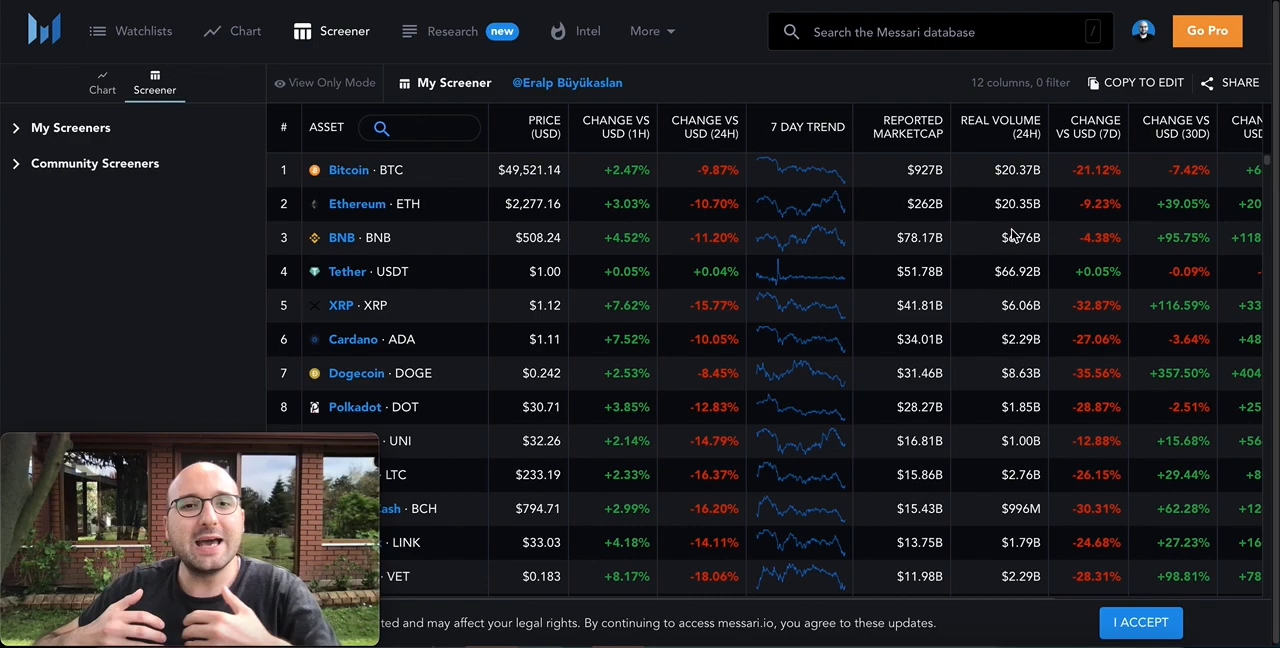 Watchlists Chart Screener Research new Intel More Search the Messari database / Go Pro
Chart Screener View Only Mode My Screener @Eralp Büyükaslan 12 columns, 0 filter COPY TO EDIT SHARE
My Screeners
Community Screeners
# ASSET PRICE (USD) CHANGE VS USD (1H) CHANGE VS USD (24H) 7 DAY TREND REPORTED MARKETCAP REAL VOLUME (24H) CHANGE VS USD (7D) CHANGE VS USD (30D) CHAN USD
1 Bitcoin · BTC $49,521.14 +2.47% -9.87% $927B $20.37B -21.12% -7.42% +6
2 Ethereum · ETH $2,277.16 +3.03% -10.70% $262B $20.35B -9.23% +39.05% +20
3 BNB · BNB $508.24 +4.52% -11.20% $78.17B -4.38% +95.75% +118
4 Tether · USDT $1.00 +0.05% +0.04% $51.78B $66.92B +0.05% -0.09% -
5 XRP · XRP $1.12 +7.62% -15.77% $41.81B $6.06B -32.87% +116.59% +33
6 Cardano · ADA $1.11 +7.52% -10.05% $34.01B $2.29B -27.06% -3.64% +48
7 Dogecoin · DOGE $0.242 +2.53% -8.45% $31.46B $8.63B -35.56% +357.50% +404
8 Polkadot · DOT $30.71 +3.85% -12.83% $28.27B $1.85B -28.87% -2.51% +25
· UNI $32.26 +2.14% -14.79% $16.81B $1.00B -12.88% +15.68% +56
· LTC $233.19 +2.33% -16.37% $15.86B $2.76B -26.15% +29.44% +8
ash · BCH $794.71 +2.99% -16.20% $15.43B $996M -30.31% +62.28% +12
· LINK $33.03 +4.18% -14.11% $13.75B $1.79B -24.68% +27.23% +16
· VET $0.183 +8.17% -18.06% $11.98B $2.29B -28.31% +98.81% +78
ted and may affect your legal rights. By continuing to access messari.io, you agree to these updates. I ACCEPT